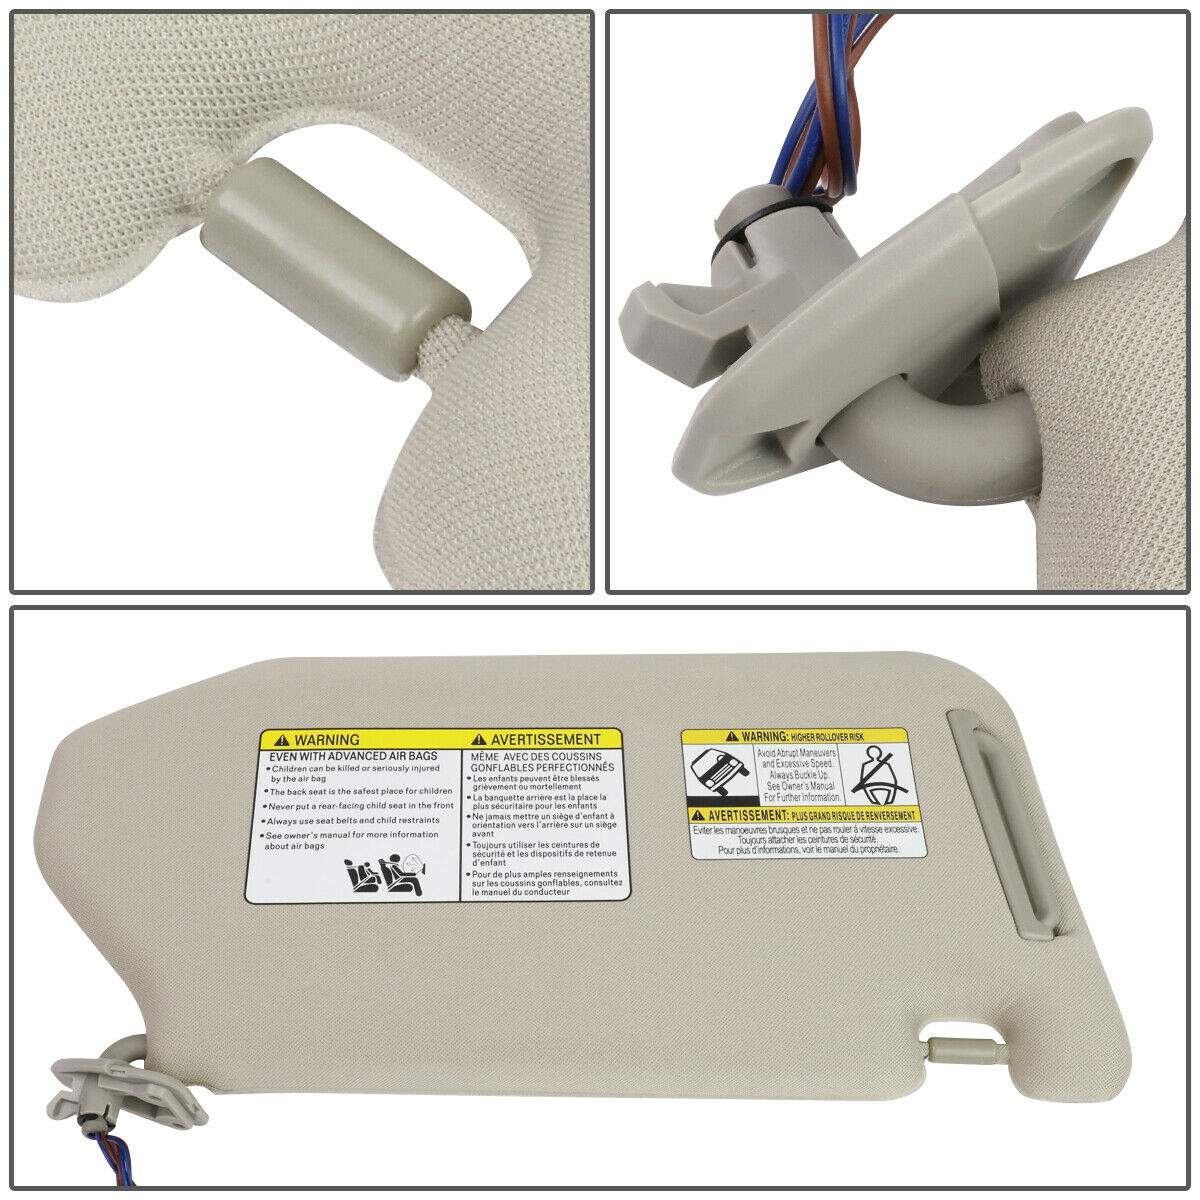 WARNING
EVEN WITH ADVANCED AIR BAGS
• Children can be killed or seriously injured
by the air bag
• The back seat is the safest place for children
• Never put a rear-facing child seat in the front
• Always use seat belts and child restraints
• See owner's manual for more information
about air bags
AVERTISSEMENT
MÊME AVEC DES COUSSINS
GONFLABLES PERFECTIONNÉS
• Les enfants peuvent être blessés
grièvement ou mortellement
• La banquette arrière est la place la
plus sécuritaire pour les enfants
• Ne jamais mettre un siège d'enfant à
orientation vers l'arrière sur un siège
avant
• Toujours utiliser les ceintures de
sécurité et les dispositifs de retenue
d'enfant
• Pour de plus amples renseignements
sur les coussins gonflables, consultez
le manuel du conducteur
WARNING: HIGHER ROLLOVER RISK
Avoid Abrupt Maneuvers
and Excessive Speed.
Always Buckle Up.
See Owner's Manual
For Further Information.
AVERTISSEMENT: PLUS GRAND RISQUE DE RENVERSEMENT
Eviter les manoeuvres brusques et ne pas rouler à vitesse excessive.
Toujours attacher les ceintures de sécurité.
Pour plus d'informations, voir le manuel du propriétaire.